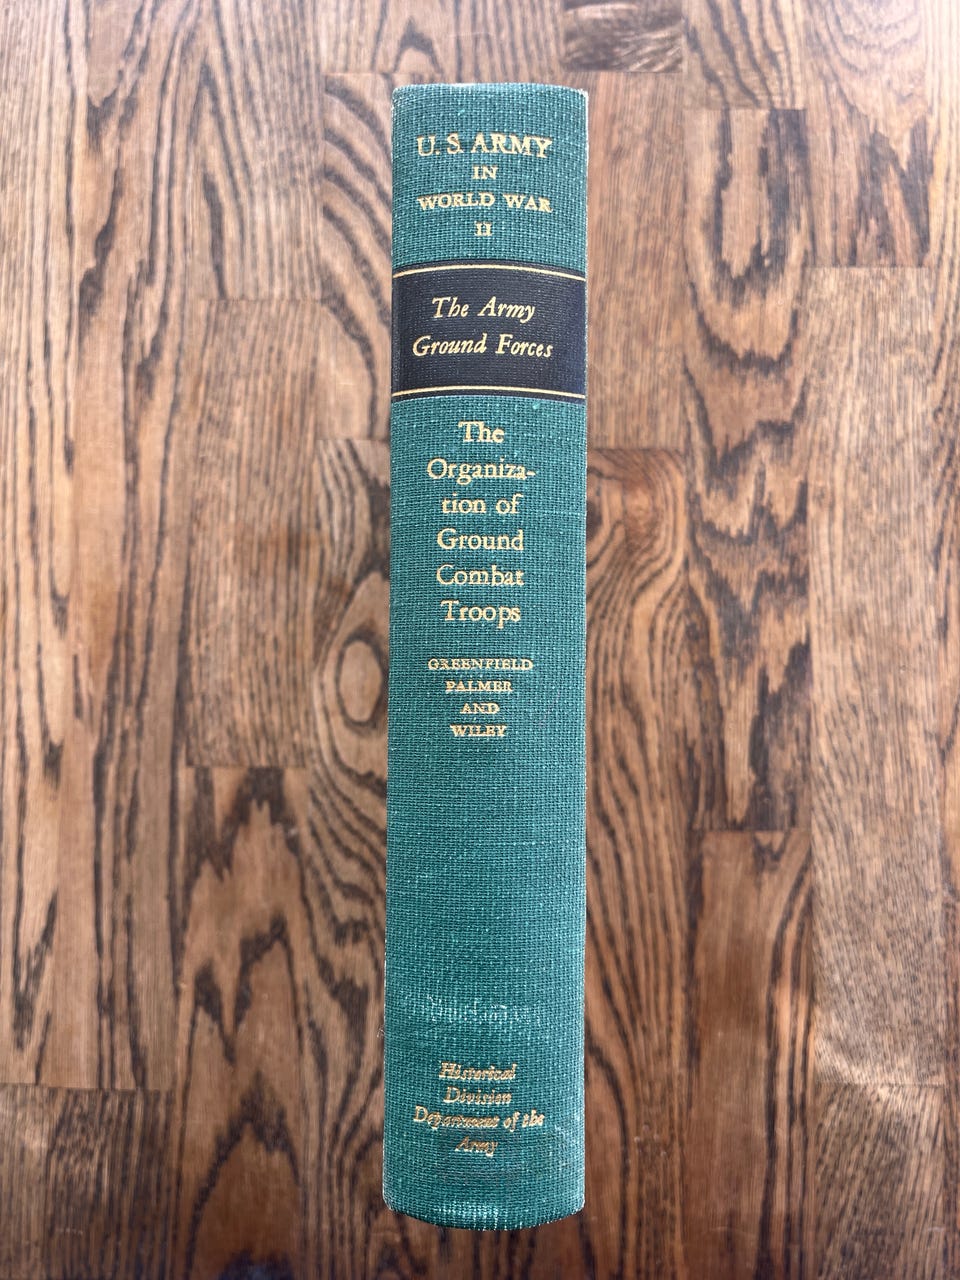 U. S. ARMY
IN
WORLD WAR
II
The Army
Ground Forces
The
Organiza-
tion of
Ground
Combat
Troops
GREENFIELD
PALMER
AND
WILEY
Historical
Division
Department of the
Army